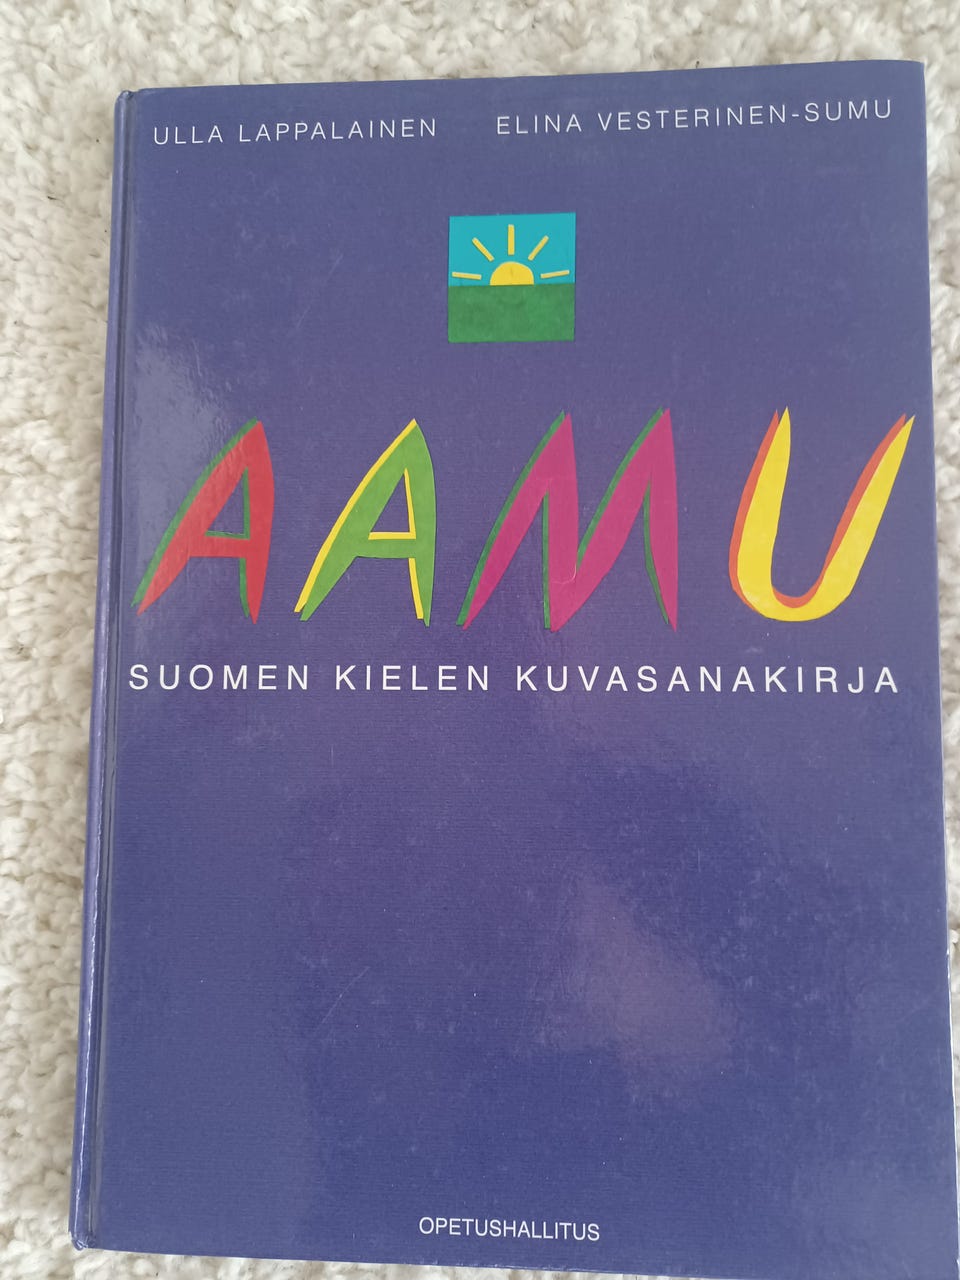 ULLA LAPPALAINEN ELINA VESTERINEN-SUMU
AAMU
SUOMEN KIELEN KUVASANAKIRJA
OPETUSHALLITUS